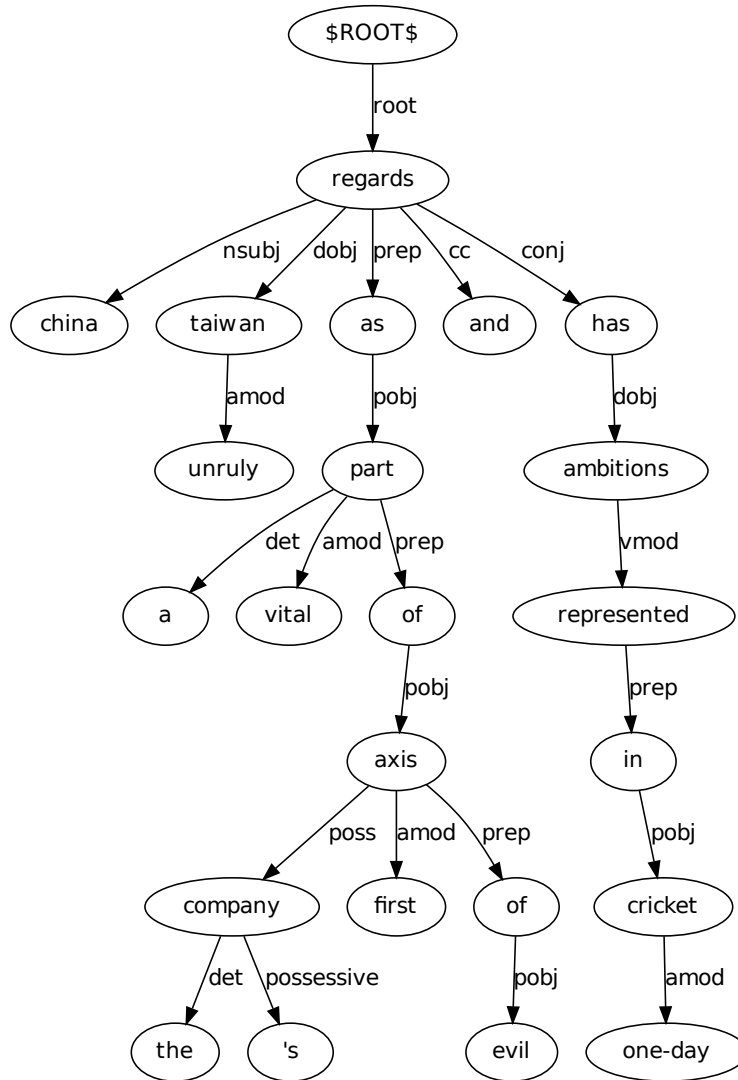 $ROOT$
root
regards
nsubj dobj prep cc conj
china taiwan as and has
amod pobj dobj
unruly part ambitions
det amod prep vmod
a vital of represented
pobj prep
axis in
poss amod prep pobj
company first of cricket
det possessive pobj amod
the 's evil one-day